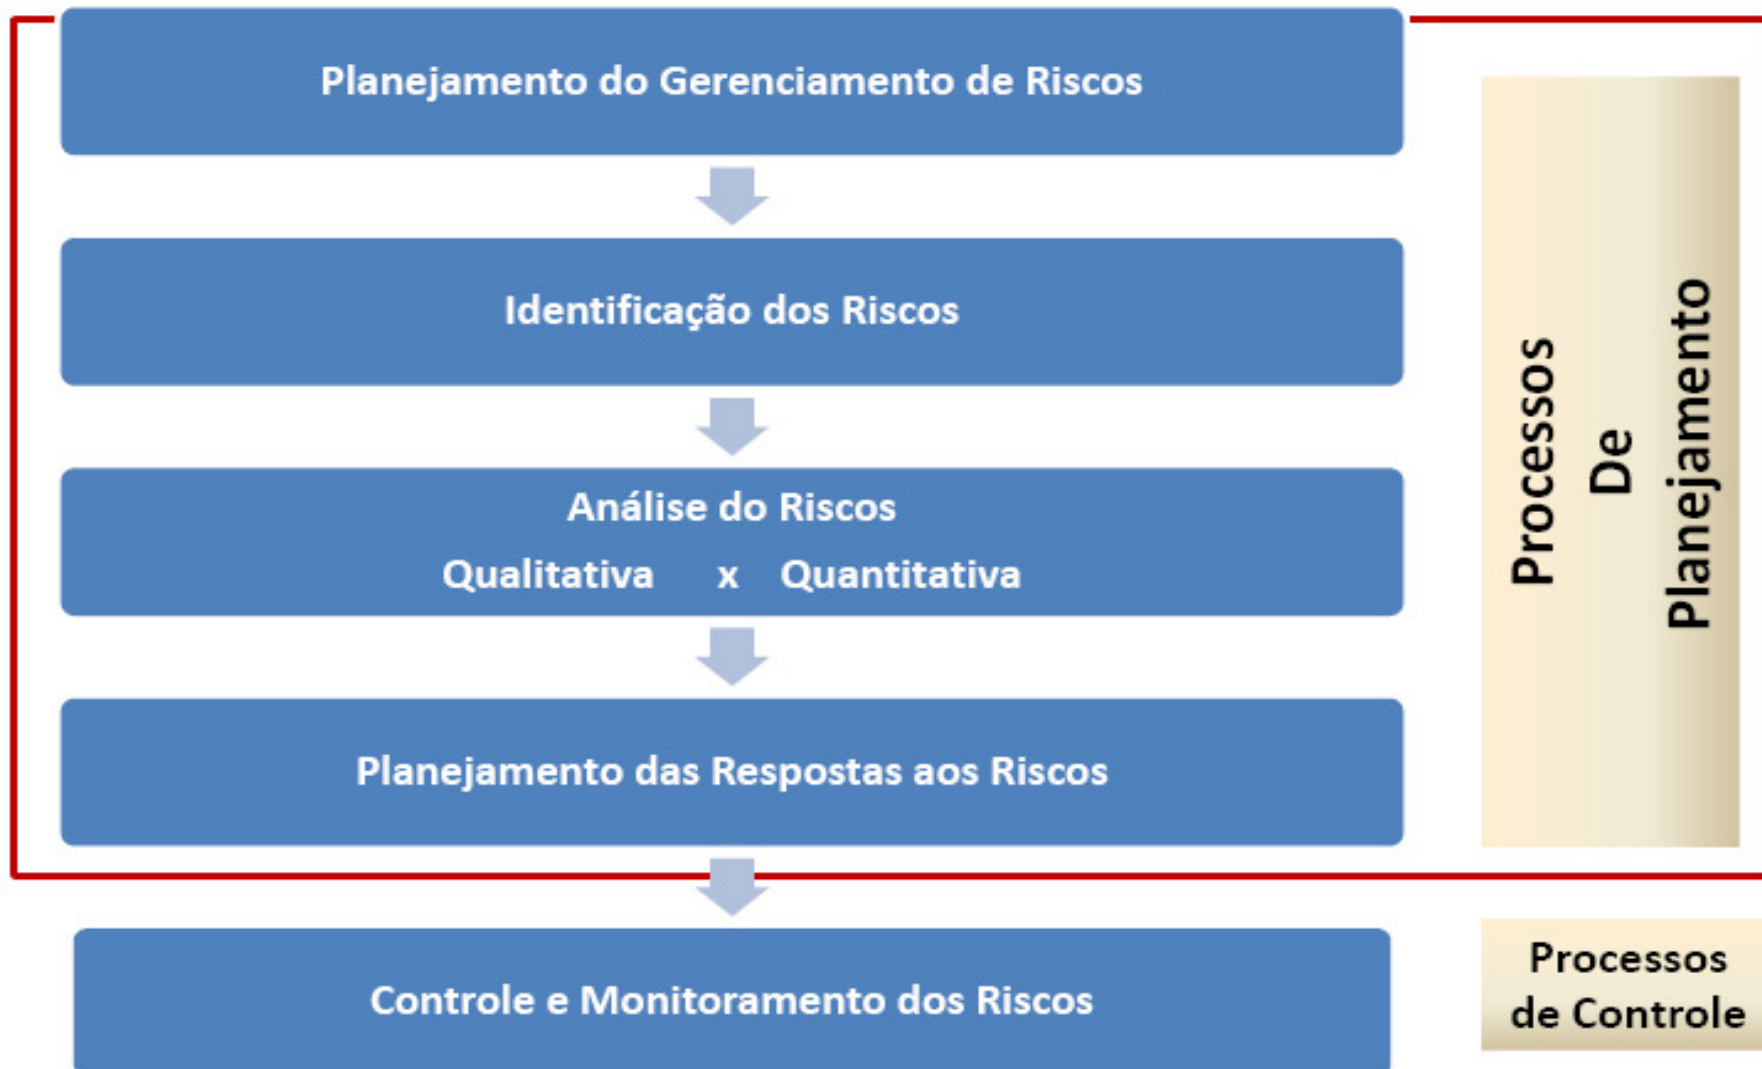 Planejamento do Gerenciamento de Riscos
Identificação dos Riscos
Análise do Riscos
Qualitativa x Quantitativa
Planejamento das Respostas aos Riscos
Processos
De
Planejamento
Controle e Monitoramento dos Riscos
Processos
de Controle